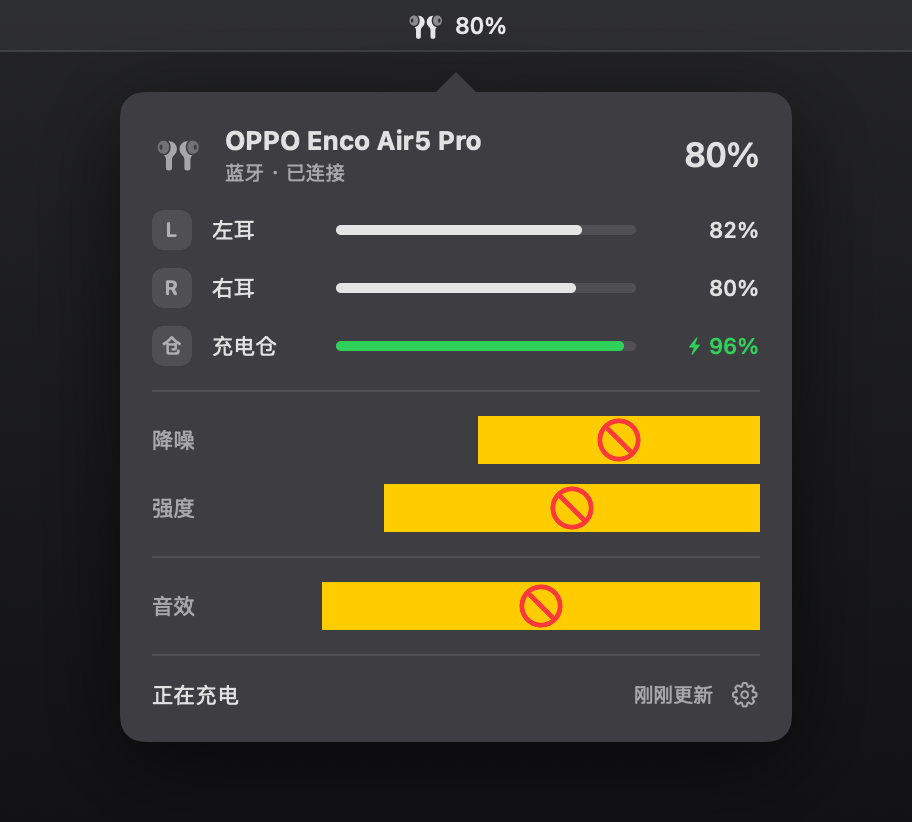 80%
OPPO Enco Air5 Pro
80%
蓝牙 · 已连接
L 左耳 82%
R 右耳 80%
仓 充电仓 96%
降噪
强度
音效
正在充电 刚刚更新